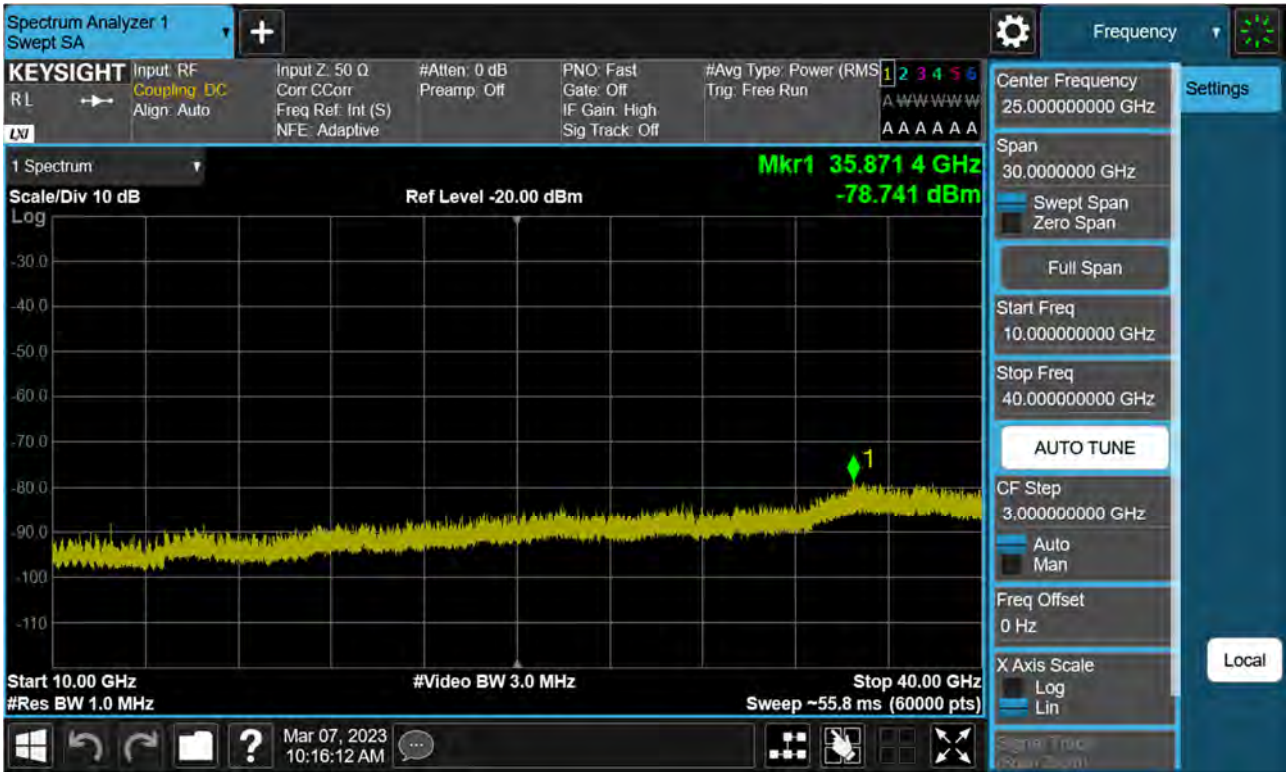 Spectrum Analyzer 1
Swept SA
Frequency
KEYSIGHT
RL
LXI
Input: RF
Coupling: DC
Align: Auto
Input Z: 50 Ω
Corr CCorr
Freq Ref: Int (S)
NFE: Adaptive
#Atten: 0 dB
Preamp: Off
PNO: Fast
Gate: Off
IF Gain: High
Sig Track: Off
#Avg Type: Power (RMS
Trig: Free Run
1 2 3 4 5 6
A W W W W W
A A A A A A
1 Spectrum
Scale/Div 10 dB
Ref Level -20.00 dBm
Mkr1 35.871 4 GHz
-78.741 dBm
Log
-30.0
-40.0
-50.0
-60.0
-70.0
-80.0
-90.0
-100
-110
1
Start 10.00 GHz
#Video BW 3.0 MHz
Stop 40.00 GHz
#Res BW 1.0 MHz
Sweep ~55.8 ms (60000 pts)
Mar 07, 2023
10:16:12 AM
Center Frequency
25.000000000 GHz
Settings
Span
30.0000000 GHz
Swept Span
Zero Span
Full Span
Start Freq
10.000000000 GHz
Stop Freq
40.000000000 GHz
AUTO TUNE
CF Step
3.000000000 GHz
Auto
Man
Freq Offset
0 Hz
X Axis Scale
Log
Lin
Local
Signal Track
(Span Zoom)